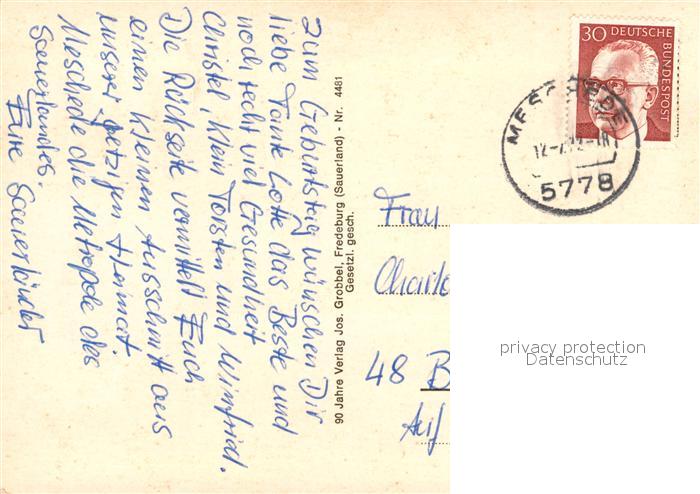 Zum Geburtstag wünschen Dir
liebe Tante Lotte das Beste und
noch recht viel Gesundheit
Christel, Klein Torsten und Winfried.
Die Rückseite vermittelt Euch
einen kleinen Ausschnitt aus
unserer jetzigen Heimat.
Meschede die Metropole des
Sauerlandes.
Eure Sauerländer
90 Jahre Verlag Jos. Grobbel, Fredeburg (Sauerland) - Nr. 4481
Gesetzl. gesch.
30 DEUTSCHE
BUNDESPOST
MESCHEDE
5778
Frau
Charlo
48 B
Auf
privacy protection
Datenschutz